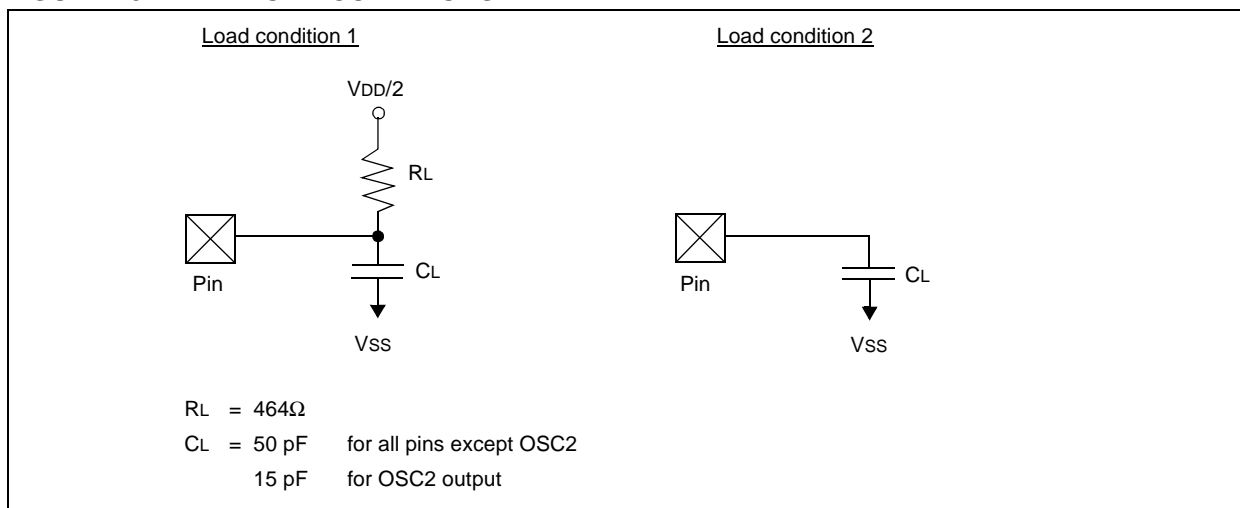 Load condition 1
Load condition 2
VDD/2
RL
Pin
CL
VSS
Pin
CL
VSS
RL = 464Ω
CL = 50 pF for all pins except OSC2
15 pF for OSC2 output